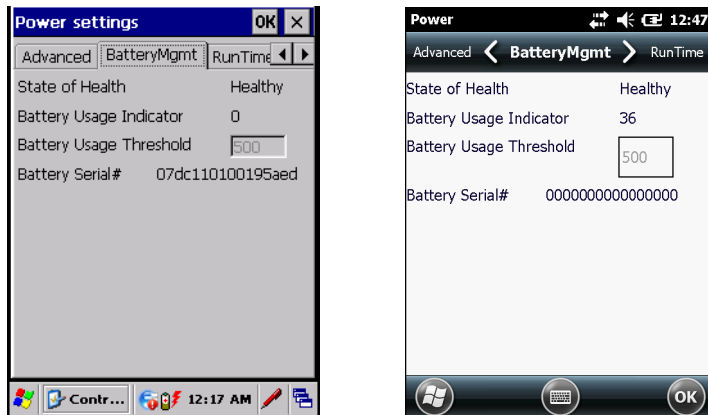 Power settings OK
Advanced BatteryMgmt RunTime
State of Health Healthy
Battery Usage Indicator 0
Battery Usage Threshold 500
Battery Serial# 07dc110100195aed
Contr... 12:17 AM
Power 12:47
Advanced BatteryMgmt RunTime
State of Health Healthy
Battery Usage Indicator 36
Battery Usage Threshold 500
Battery Serial# 0000000000000000
OK